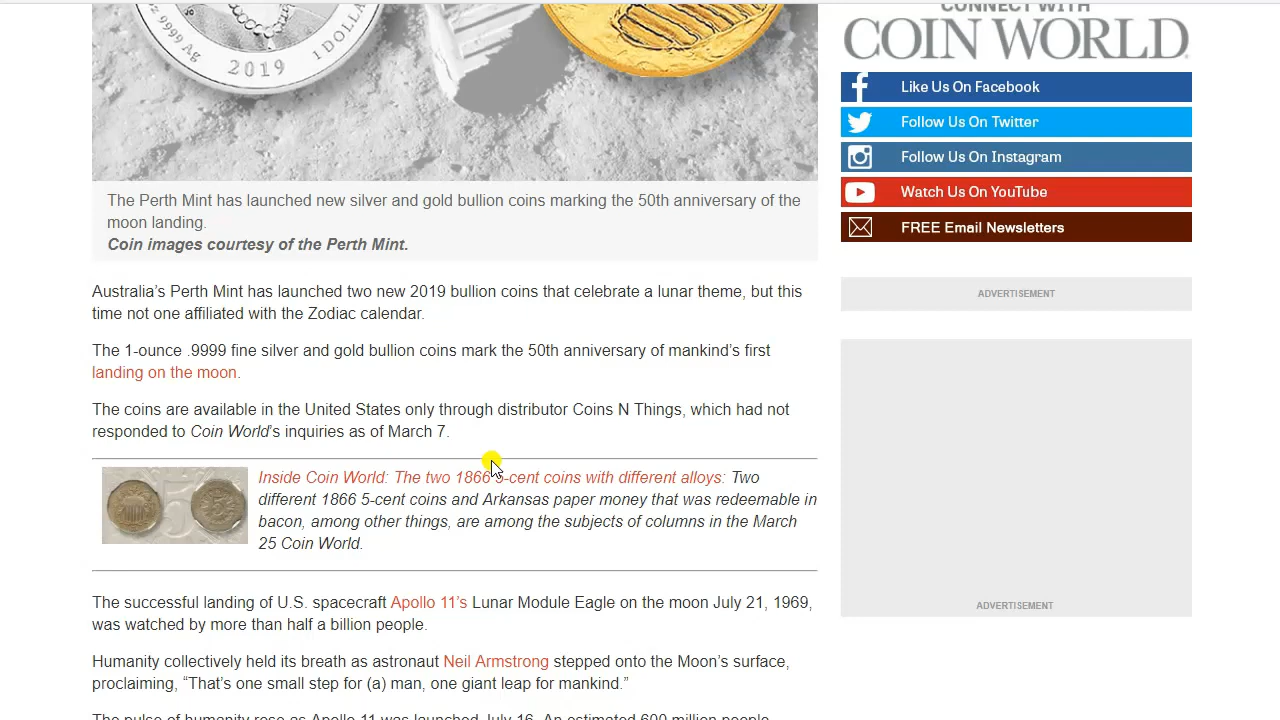 oz 9999 Ag
2019
1 DOLLA
JC
The Perth Mint has launched new silver and gold bullion coins marking the 50th anniversary of the
moon landing.
Coin images courtesy of the Perth Mint.
Australia’s Perth Mint has launched two new 2019 bullion coins that celebrate a lunar theme, but this
time not one affiliated with the Zodiac calendar.
The 1-ounce .9999 fine silver and gold bullion coins mark the 50th anniversary of mankind’s first
landing on the moon.
The coins are available in the United States only through distributor Coins N Things, which had not
responded to Coin World’s inquiries as of March 7.
Inside Coin World: The two 1866 5-cent coins with different alloys: Two
different 1866 5-cent coins and Arkansas paper money that was redeemable in
bacon, among other things, are among the subjects of columns in the March
25 Coin World.
5
The successful landing of U.S. spacecraft Apollo 11’s Lunar Module Eagle on the moon July 21, 1969,
was watched by more than half a billion people.
Humanity collectively held its breath as astronaut Neil Armstrong stepped onto the Moon’s surface,
proclaiming, “That’s one small step for (a) man, one giant leap for mankind.”
The pulse of humanity rose as Apollo 11 was launched July 16. An estimated 600 million people
CONNECT WITH
COIN WORLD
Like Us On Facebook
Follow Us On Twitter
Follow Us On Instagram
Watch Us On YouTube
FREE Email Newsletters
ADVERTISEMENT
ADVERTISEMENT